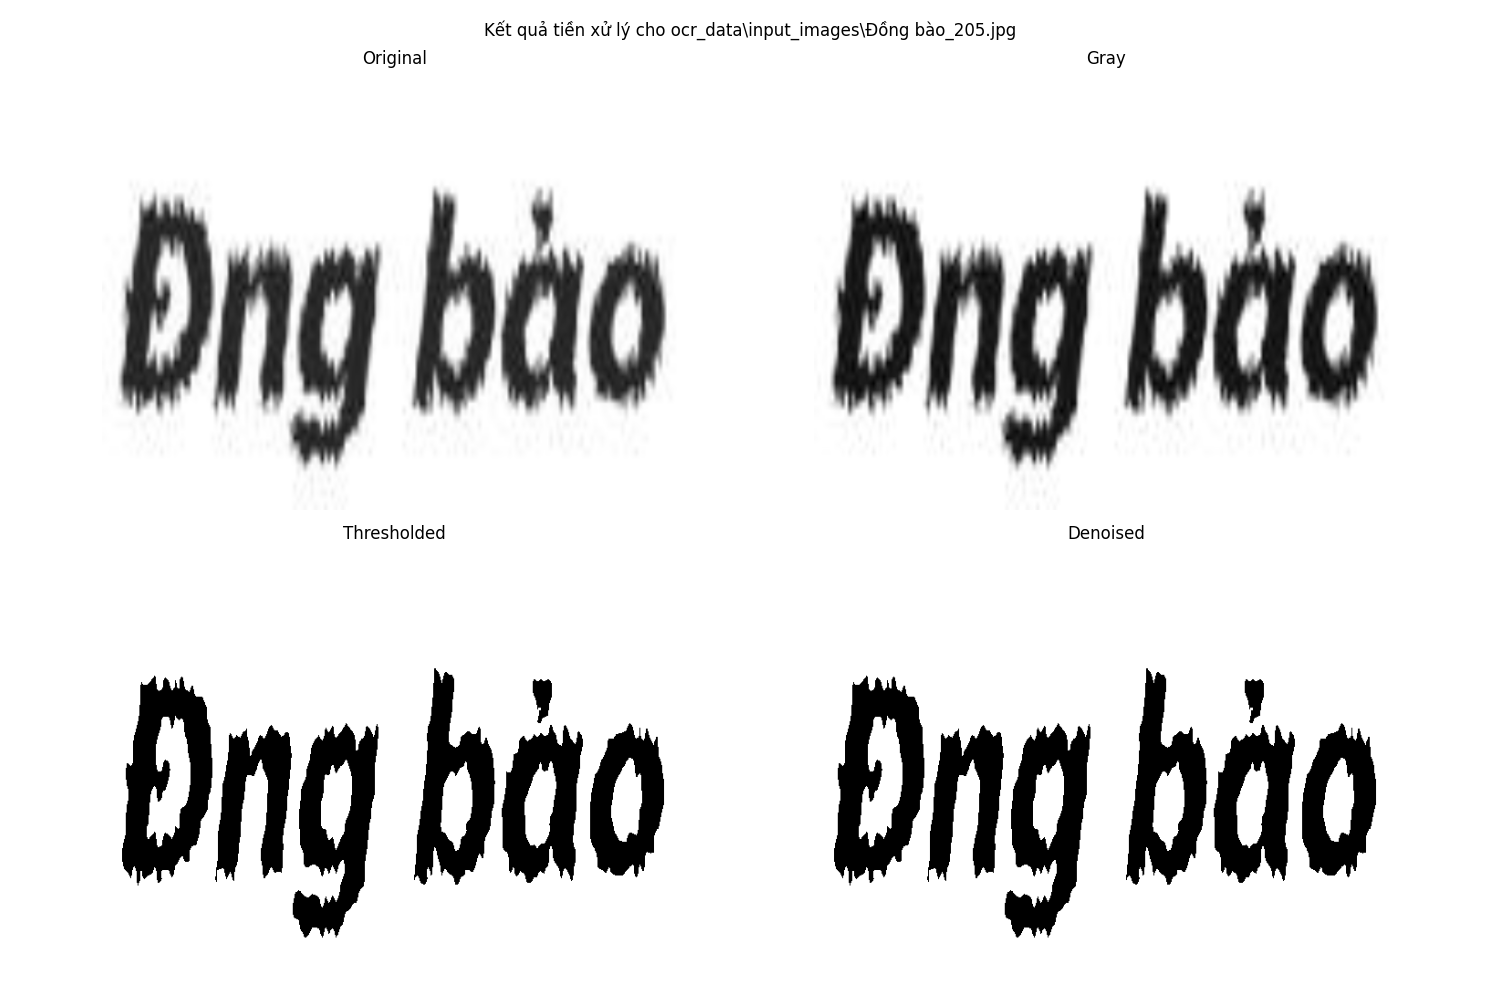 Kết quả tiền xử lý cho ocr_data\input_images\Đồng bào_205.jpg
Original
Gray
Đng bảo
Đng bảo
Thresholded
Denoised
Đng bảo
Đng bảo